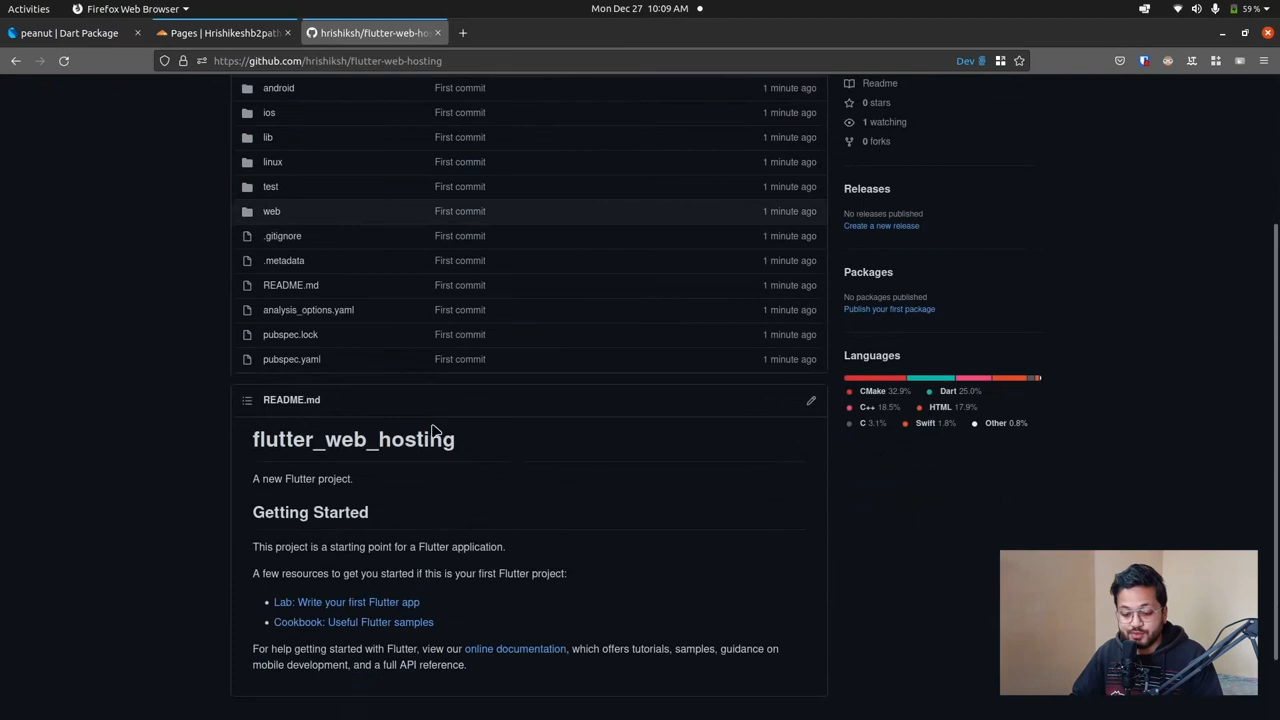 Activities
Firefox Web Browser
Mon Dec 27 10:09 AM
59 %
peanut | Dart Package
Pages | Hrishikeshb2path
hrishiksh/flutter-web-hos
https://github.com/hrishiksh/flutter-web-hosting
Dev
android First commit 1 minute ago
ios First commit 1 minute ago
lib First commit 1 minute ago
linux First commit 1 minute ago
test First commit 1 minute ago
web First commit 1 minute ago
.gitignore First commit 1 minute ago
.metadata First commit 1 minute ago
README.md First commit 1 minute ago
analysis_options.yaml First commit 1 minute ago
pubspec.lock First commit 1 minute ago
pubspec.yaml First commit 1 minute ago
README.md
flutter_web_hosting
A new Flutter project.
Getting Started
This project is a starting point for a Flutter application.
A few resources to get you started if this is your first Flutter project:
• Lab: Write your first Flutter app
• Cookbook: Useful Flutter samples
For help getting started with Flutter, view our online documentation, which offers tutorials, samples, guidance on
mobile development, and a full API reference.
Readme
0 stars
1 watching
0 forks
Releases
No releases published
Create a new release
Packages
No packages published
Publish your first package
Languages
CMake 32.9% Dart 25.0%
C++ 18.5% HTML 17.9%
C 3.1% Swift 1.8% Other 0.8%